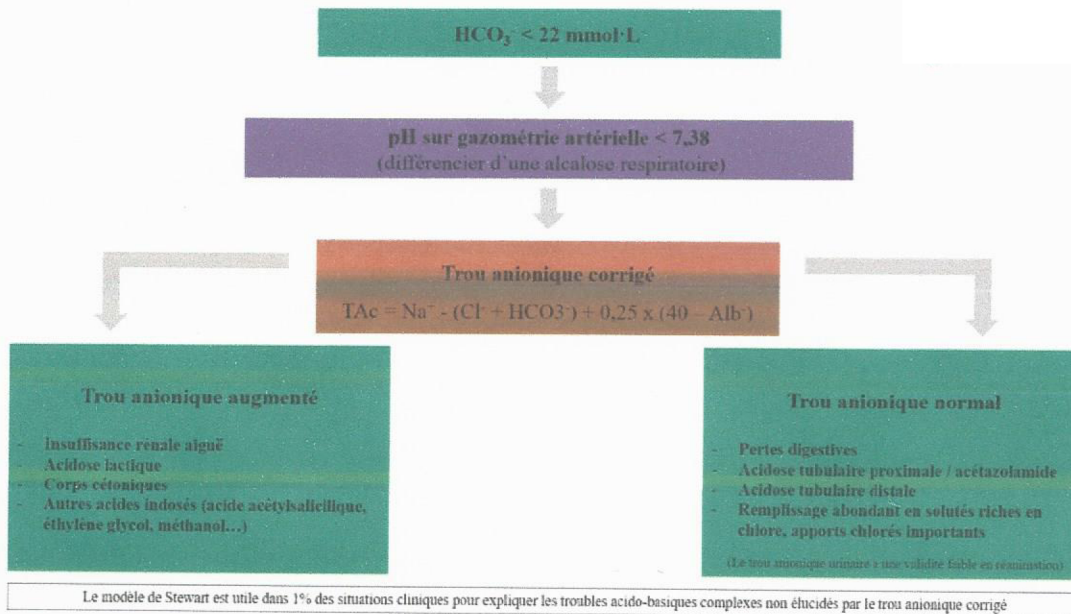 HCO₃⁻ < 22 mmol·L
pH sur gazométrie artérielle < 7,38
(différencier d'une alcalose respiratoire)
Trou anionique corrigé
TAc = Na⁺ - (Cl⁻ + HCO3⁻) + 0,25 x (40 – Alb⁻)
Trou anionique augmenté
- Insuffisance rénale aiguë
- Acidose lactique
- Corps cétoniques
- Autres acides indosés (acide acétylsalicilique,
éthylène glycol, méthanol…)
Trou anionique normal
- Pertes digestives
- Acidose tubulaire proximale / acétazolamide
- Acidose tubulaire distale
- Remplissage abondant en solutés riches en
chlore, apports chlorés importants
(Le trou anionique urinaire a une validité faible en réanimation)
Le modèle de Stewart est utile dans 1% des situations cliniques pour expliquer les troubles acido-basiques complexes non élucidés par le trou anionique corrigé